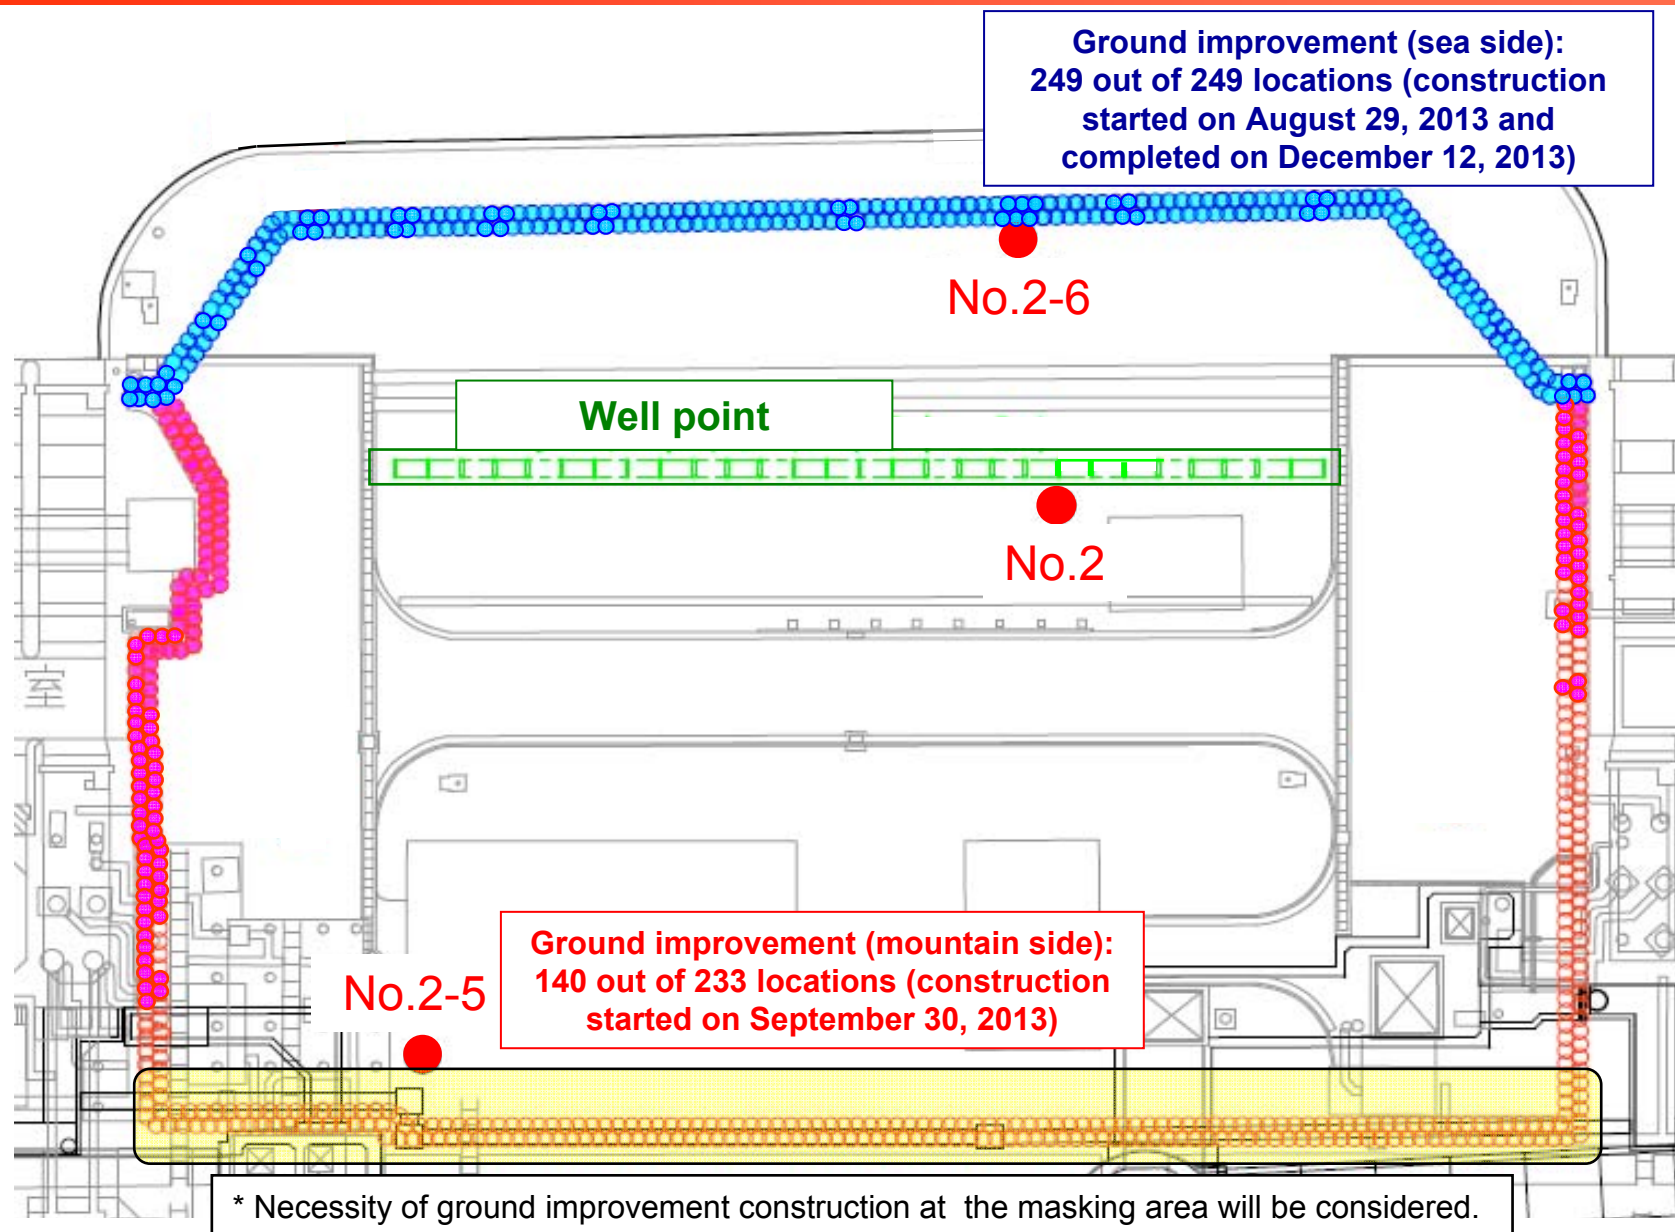 Ground improvement (sea side):
249 out of 249 locations (construction
started on August 29, 2013 and
completed on December 12, 2013)
No.2-6
Well point
No.2
室
Ground improvement (mountain side):
140 out of 233 locations (construction
started on September 30, 2013)
No.2-5
* Necessity of ground improvement construction at the masking area will be considered.